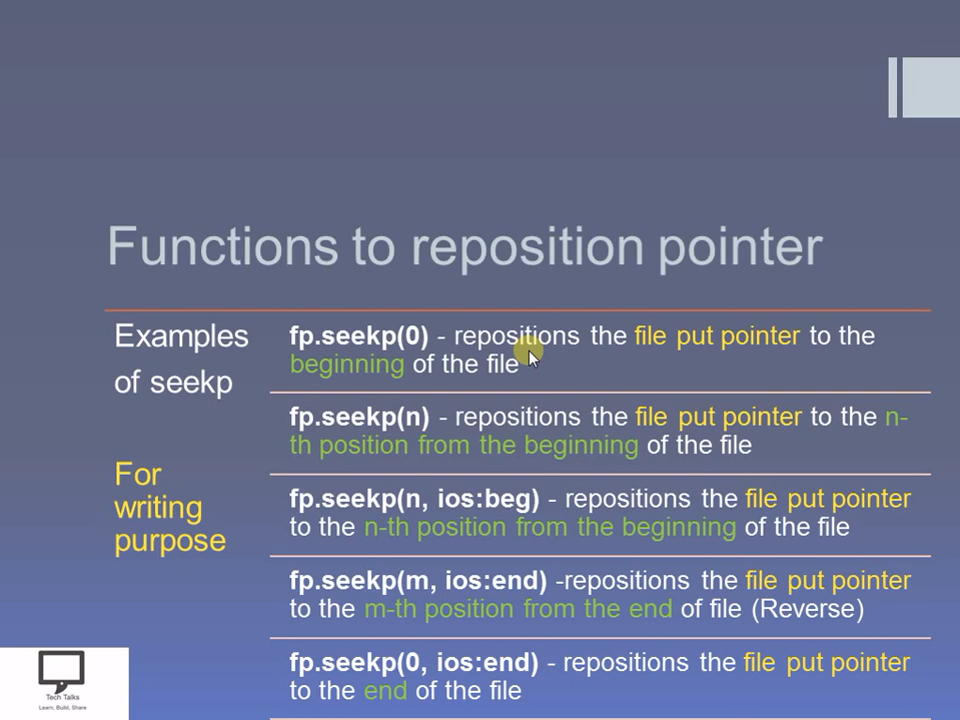 Functions to reposition pointer
Examples
of seekp
For
writing
purpose
fp.seekp(0) - repositions the file put pointer to the
beginning of the file
fp.seekp(n) - repositions the file put pointer to the n-
th position from the beginning of the file
fp.seekp(n, ios:beg) - repositions the file put pointer
to the n-th position from the beginning of the file
fp.seekp(m, ios:end) -repositions the file put pointer
to the m-th position from the end of file (Reverse)
fp.seekp(0, ios:end) - repositions the file put pointer
to the end of the file
Tech Talks
Learn, Build, Share